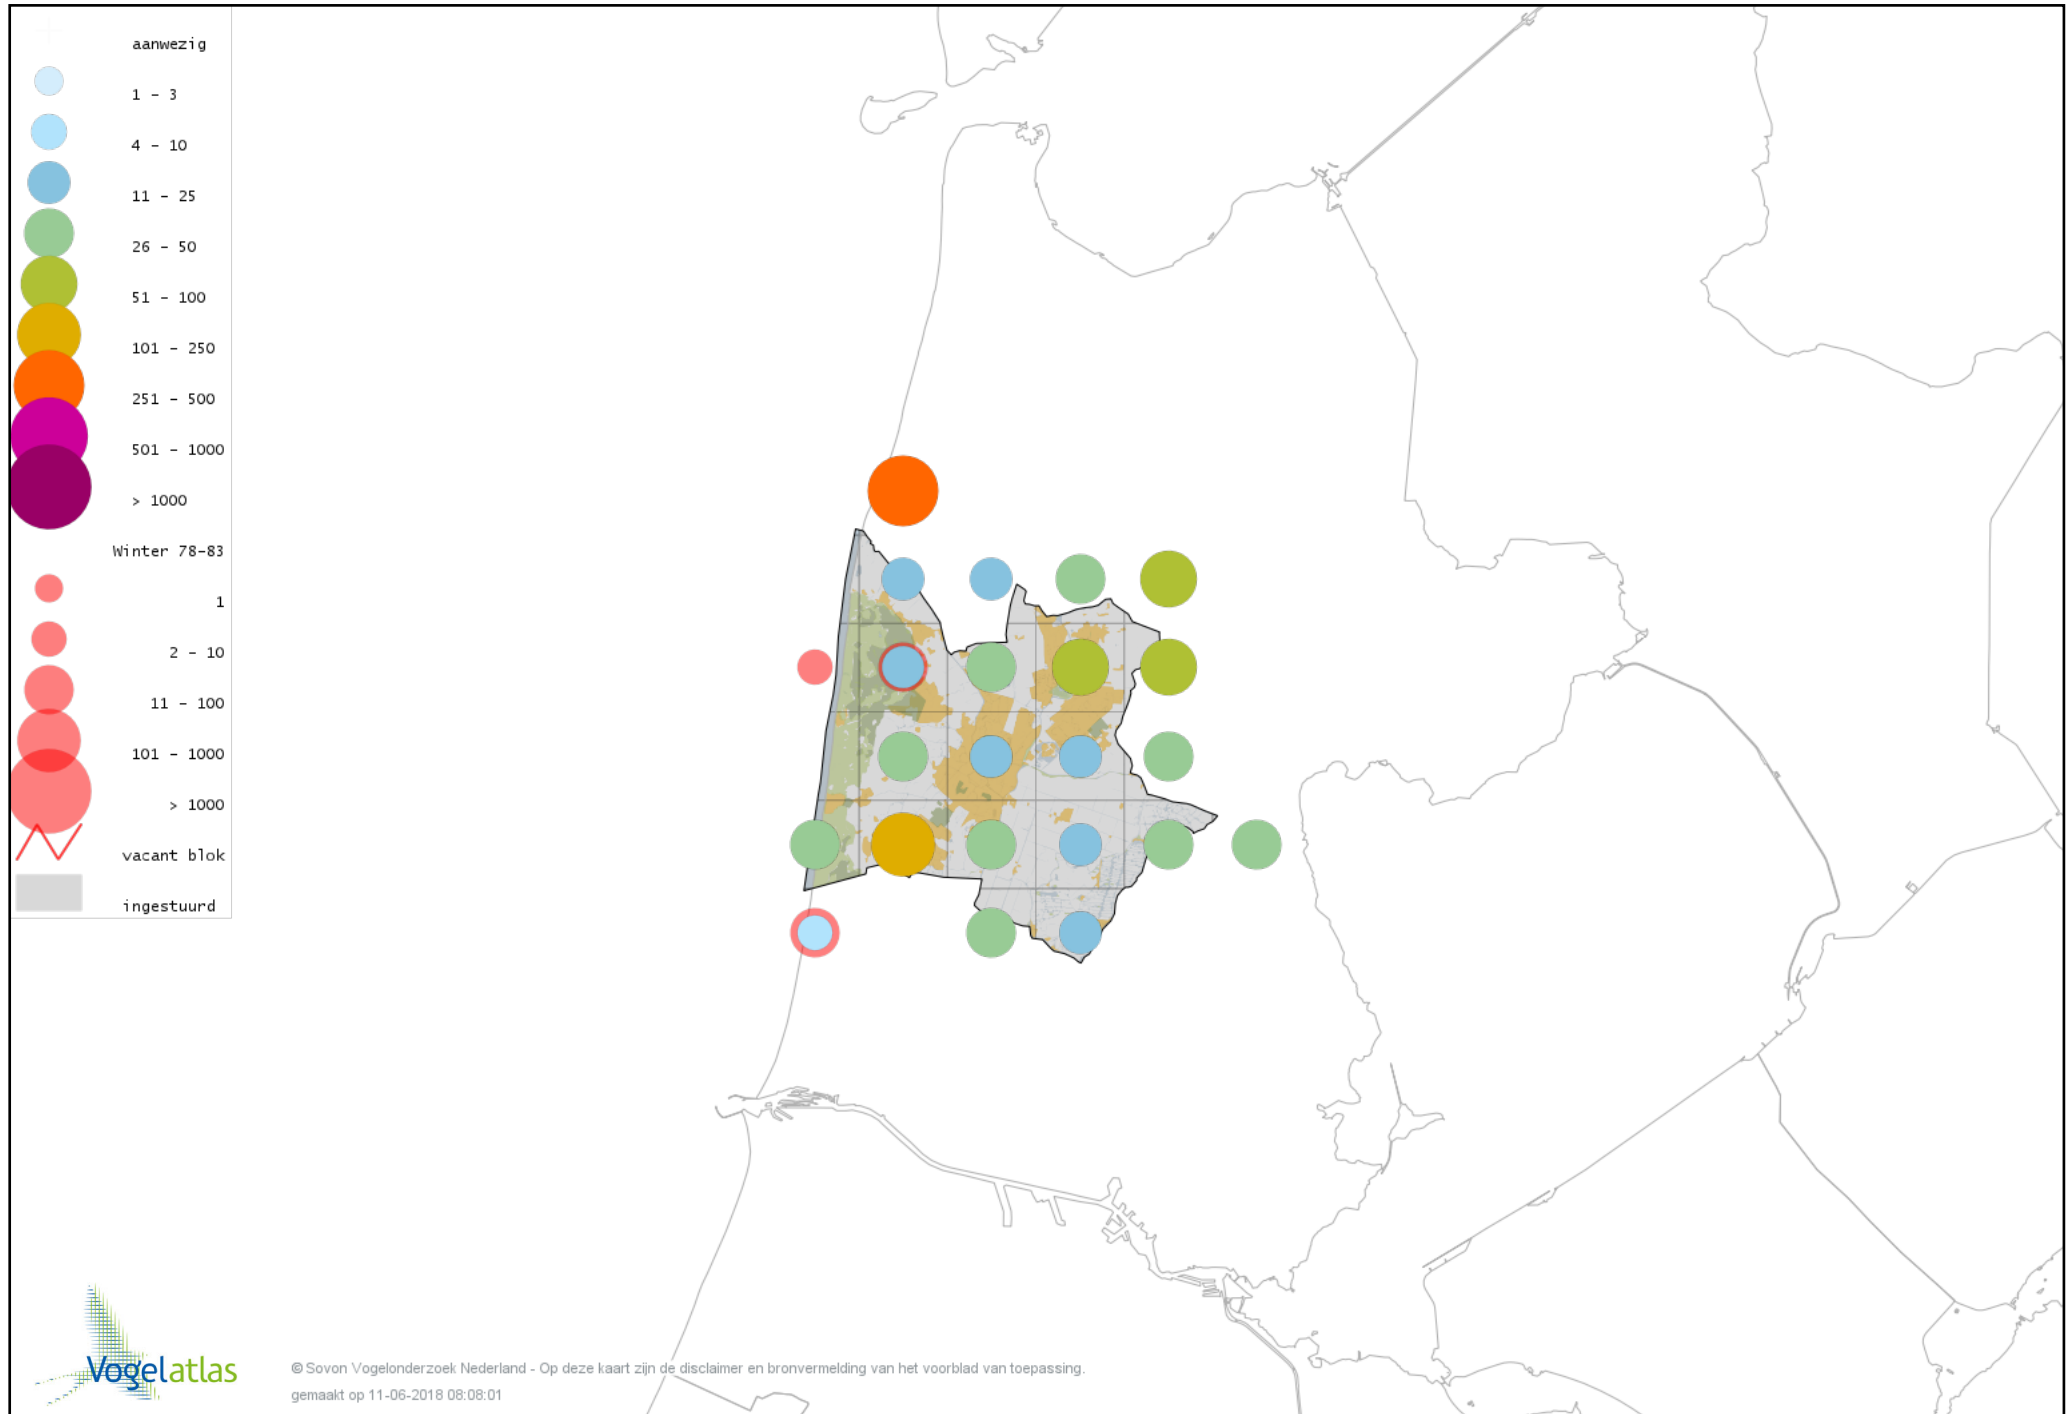 aanwezig
1 - 3
4 - 10
11 - 25
26 - 50
51 - 100
101 - 250
251 - 500
501 - 1000
> 1000
Winter 78-83
1
2 - 10
11 - 100
101 - 1000
> 1000
vacant blok
ingestuurd
Vogelatlas
© Sovon Vogelonderzoek Nederland - Op deze kaart zijn de disclaimer en bronvermelding van het voorblad van toepassing.
gemaakt op 11-06-2018 08:08:01